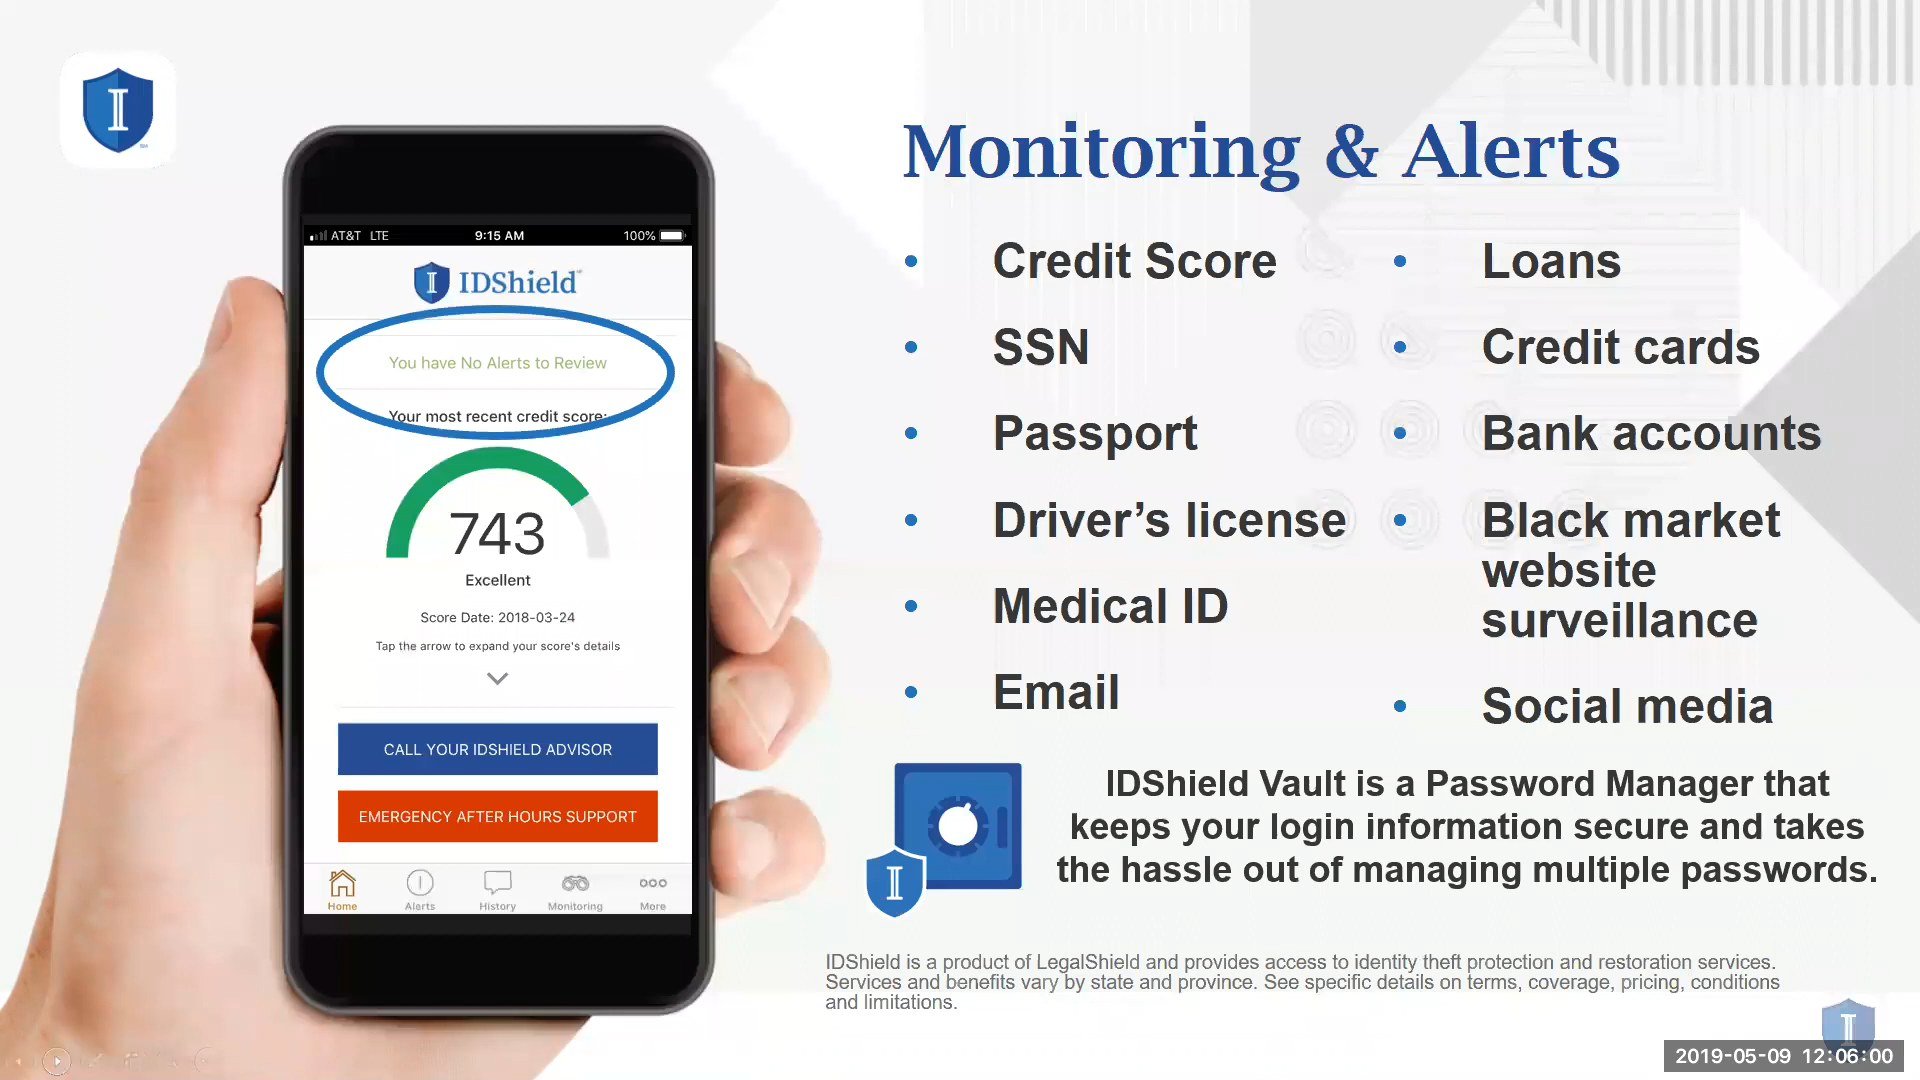 Monitoring & Alerts
AT&T LTE 9:15 AM 100%
IDShield
You have No Alerts to Review
Your most recent credit score:
743
Excellent
Score Date: 2018-03-24
Tap the arrow to expand your score's details
CALL YOUR IDSHIELD ADVISOR
EMERGENCY AFTER HOURS SUPPORT
Home Alerts History Monitoring More
• Credit Score
• SSN
• Passport
• Driver’s license
• Medical ID
• Email
• Loans
• Credit cards
• Bank accounts
• Black market
website
surveillance
• Social media
IDShield Vault is a Password Manager that
keeps your login information secure and takes
the hassle out of managing multiple passwords.
IDShield is a product of LegalShield and provides access to identity theft protection and restoration services.
Services and benefits vary by state and province. See specific details on terms, coverage, pricing, conditions
and limitations.
2019-05-09 12:06:00